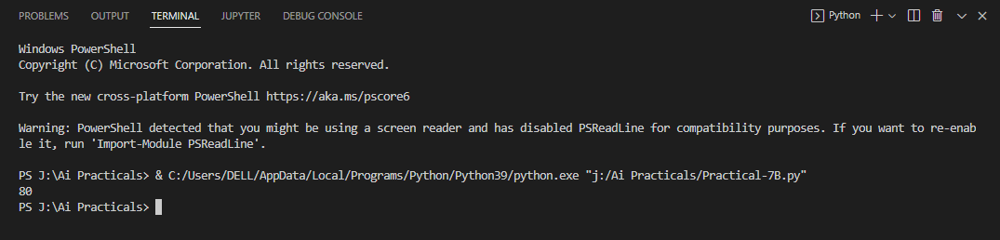 PROBLEMS OUTPUT TERMINAL JUPYTER DEBUG CONSOLE Python
Windows PowerShell
Copyright (C) Microsoft Corporation. All rights reserved.
Try the new cross-platform PowerShell https://aka.ms/pscore6
Warning: PowerShell detected that you might be using a screen reader and has disabled PSReadLine for compatibility purposes. If you want to re-enab
le it, run 'Import-Module PSReadLine'.
PS J:\Ai Practicals> & C:/Users/DELL/AppData/Local/Programs/Python/Python39/python.exe "j:/Ai Practicals/Practical-7B.py"
80
PS J:\Ai Practicals>